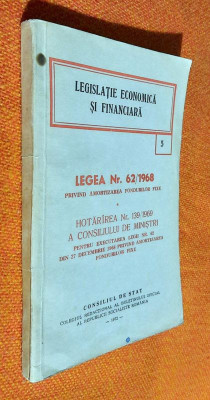 LEGISLAȚIE ECONOMICĂ
ȘI FINANCIARĂ
5
LEGEA Nr. 62/1968
PRIVIND AMORTIZAREA FONDURILOR FIXE
HOTĂRÎREA Nr. 139/1969
A CONSILIULUI DE MINIȘTRI
PENTRU EXECUTAREA LEGII NR. 62
DIN 27 DECEMBRIE 1968 PRIVIND AMORTIZAREA
FONDURILOR FIXE
CONSILIUL DE STAT
COLEGIUL REDACȚIONAL AL BULETINULUI OFICIAL
AL REPUBLICII SOCIALISTE ROMÂNIA